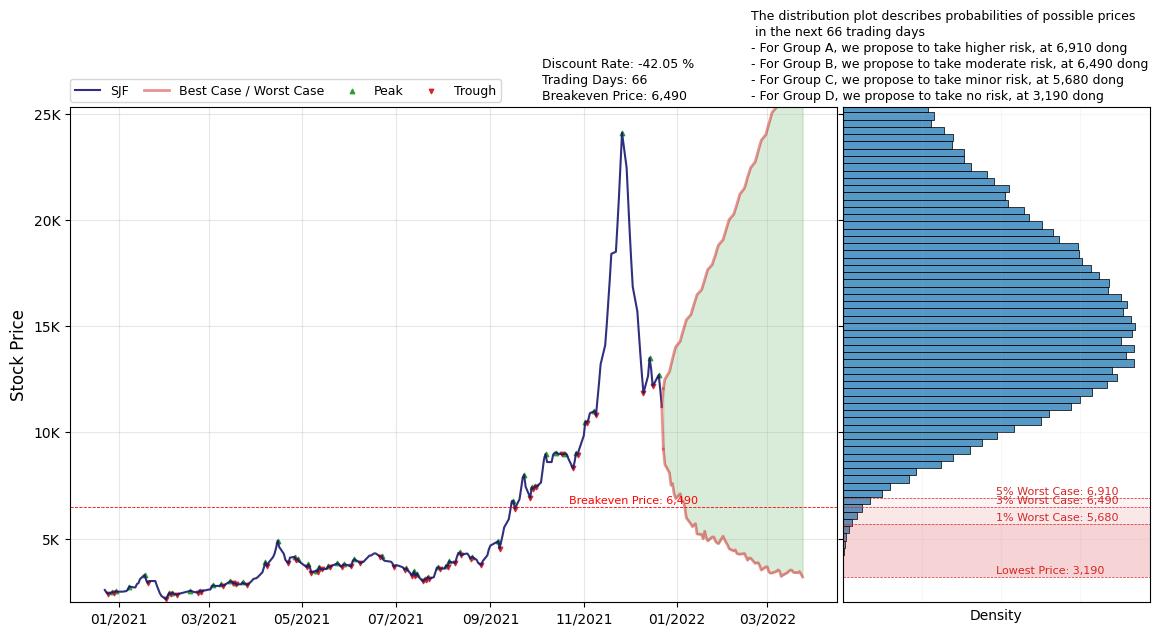 The distribution plot describes probabilities of possible prices
in the next 66 trading days
- For Group A, we propose to take higher risk, at 6,910 dong
- For Group B, we propose to take moderate risk, at 6,490 dong
- For Group C, we propose to take minor risk, at 5,680 dong
- For Group D, we propose to take no risk, at 3,190 dong
Discount Rate: -42.05 %
Trading Days: 66
Breakeven Price: 6,490
SJF
Best Case / Worst Case
Peak
Trough
Stock Price
25K
20K
15K
10K
5K
Breakeven Price: 6,490
5% Worst Case: 6,910
3% Worst Case: 6,490
1% Worst Case: 5,680
Lowest Price: 3,190
01/2021
03/2021
05/2021
07/2021
09/2021
11/2021
01/2022
03/2022
Density